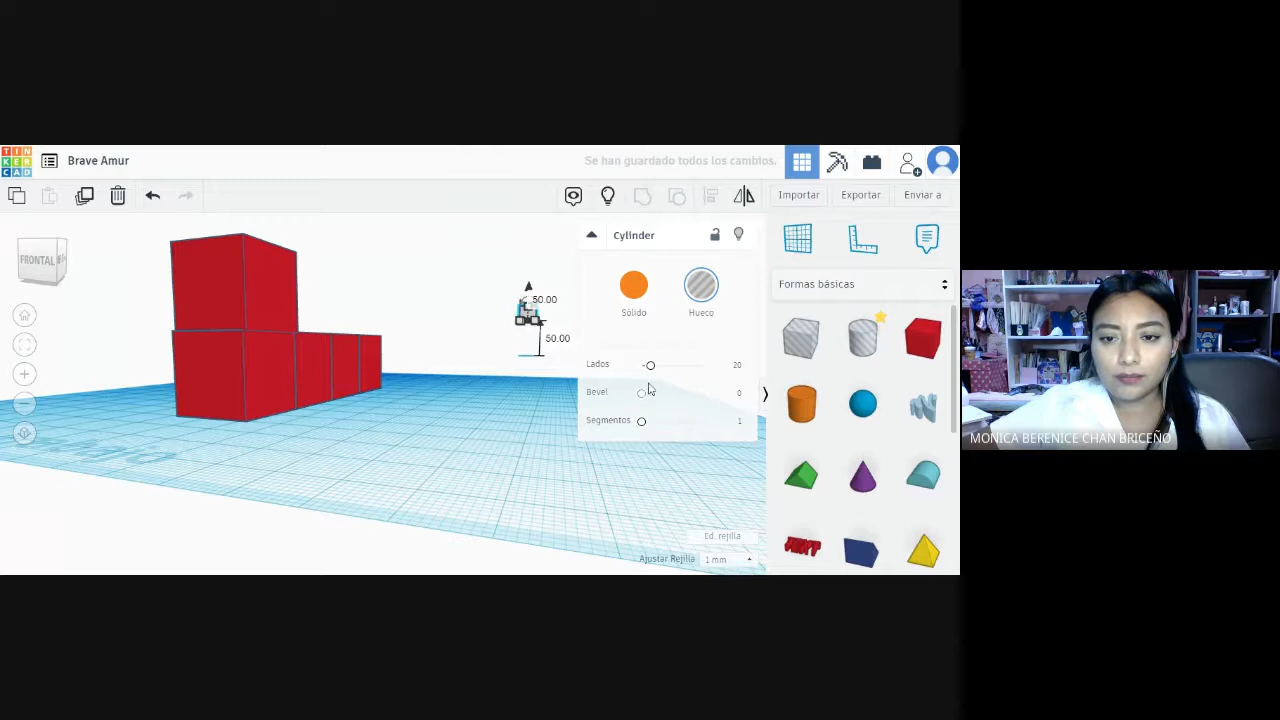 TIN
KER
CAD
Brave Amur
Se han guardado todos los cambios.
Importar
Exportar
Enviar a
FRONTAL
Cylinder
Sólido
Hueco
Lados
20
Bevel
0
Segmentos
1
50.00
50.00
Formas básicas
Ed. rejilla
Ajustar Rejilla
1 mm
MONICA BERENICE CHAN BRICEÑO